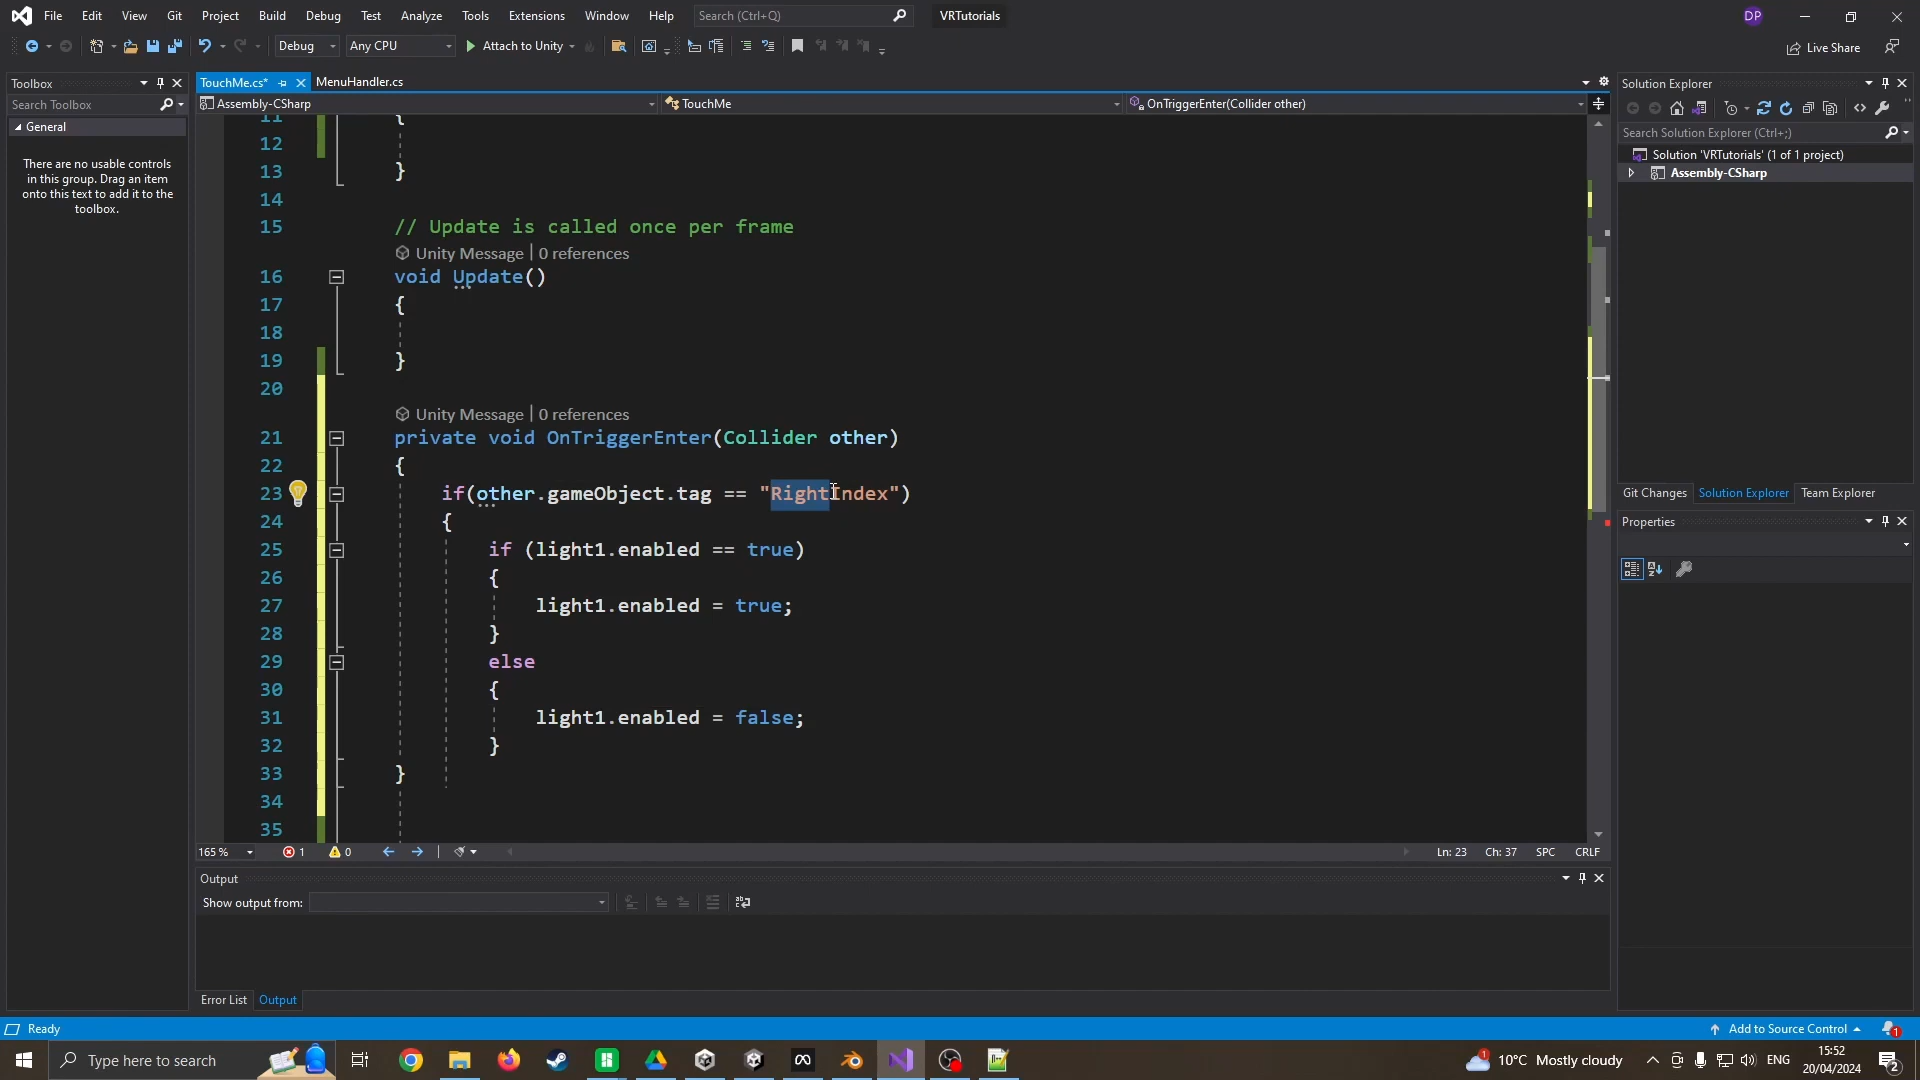 File Edit View Git Project Build Debug Test Analyze Tools Extensions Window Help Search (Ctrl+Q) VRTutorials DP
Debug Any CPU Attach to Unity Live Share
Toolbox
Search Toolbox
General
There are no usable controls
in this group. Drag an item
onto this text to add it to the
toolbox.
TouchMe.cs* MenuHandler.cs
Assembly-CSharp TouchMe OnTriggerEnter(Collider other)
11 {
12
13 }
14
15 // Update is called once per frame
Unity Message | 0 references
16 void Update()
17 {
18
19 }
20
Unity Message | 0 references
21 private void OnTriggerEnter(Collider other)
22 {
23 if(other.gameObject.tag == "RightIndex")
24 {
25 if (light1.enabled == true)
26 {
27 light1.enabled = true;
28 }
29 else
30 {
31 light1.enabled = false;
32 }
33 }
34
35
165 % 1 0 Ln: 23 Ch: 37 SPC CRLF
Output
Show output from:
Error List Output
Solution Explorer
Search Solution Explorer (Ctrl+;)
Solution 'VRTutorials' (1 of 1 project)
Assembly-CSharp
Git Changes Solution Explorer Team Explorer
Properties
Ready Add to Source Control 1
Type here to search 1 10°C Mostly cloudy ENG 15:52
20/04/2024 2